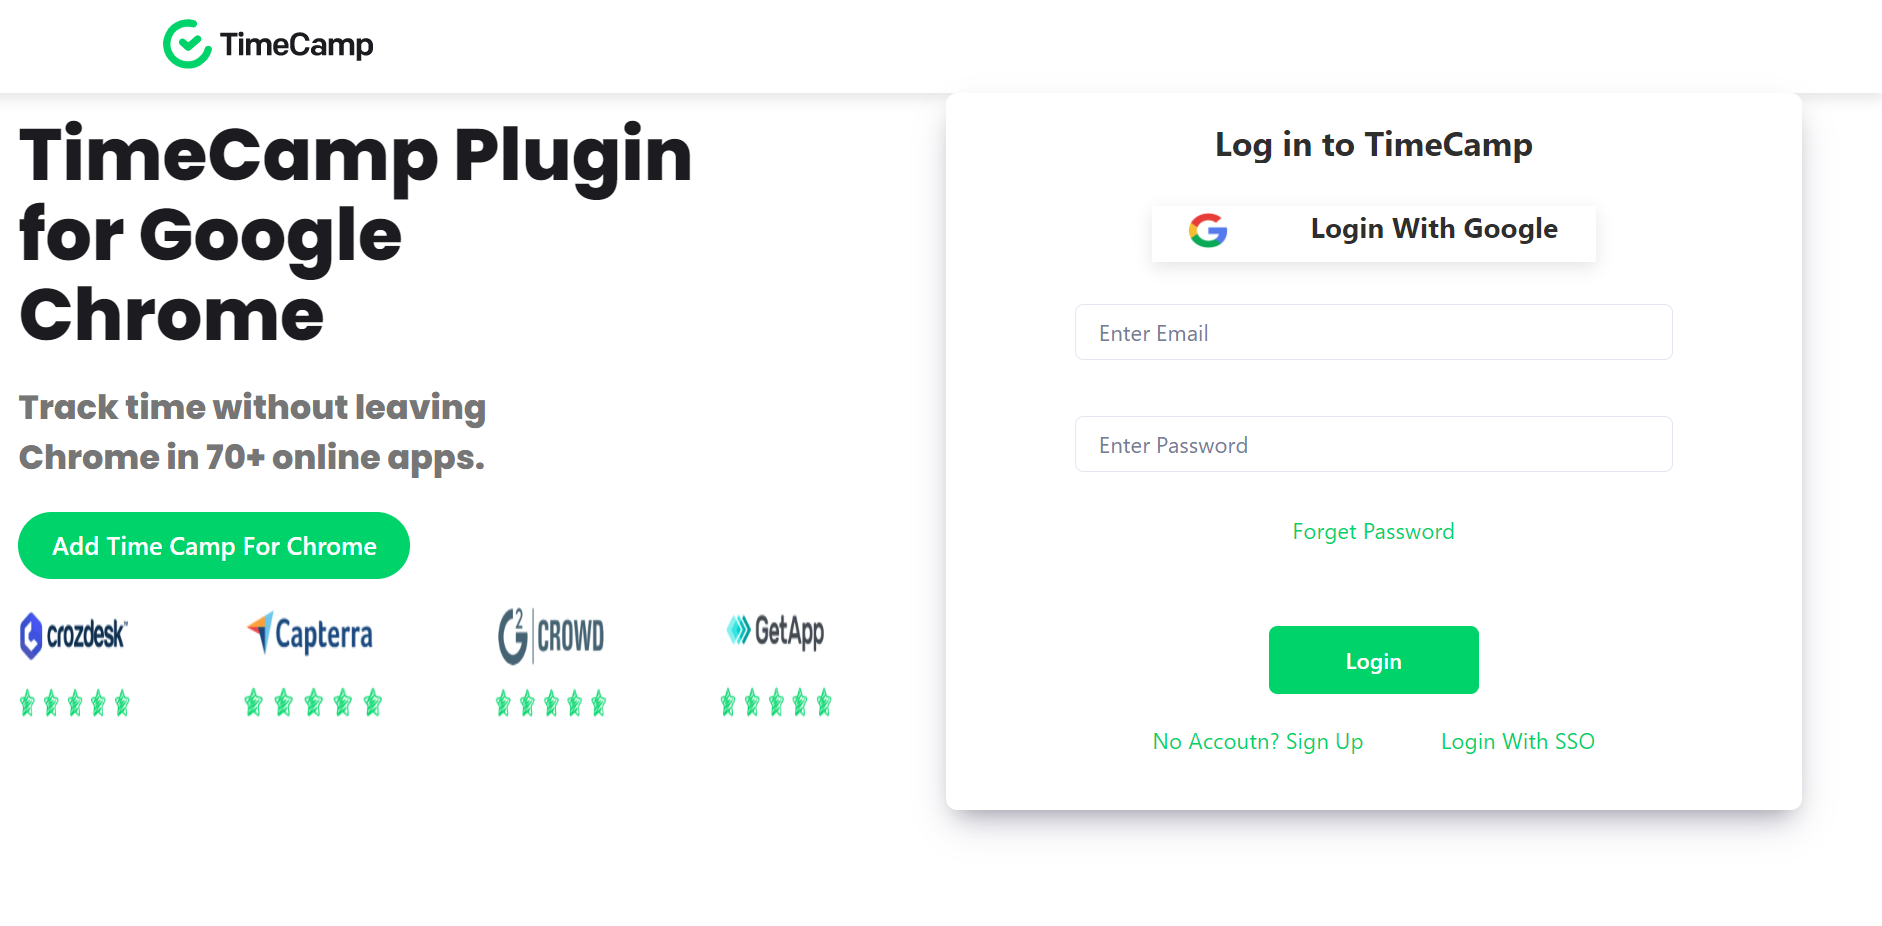 TimeCamp
TimeCamp Plugin
for Google
Chrome
Track time without leaving
Chrome in 70+ online apps.
Add Time Camp For Chrome
crozdesk™
Capterra
G2 CROWD
GetApp
Log in to TimeCamp
Login With Google
Enter Email
Enter Password
Forget Password
Login
No Accoutn? Sign Up
Login With SSO